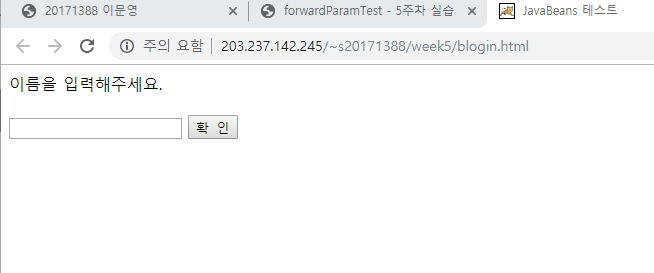 20171388 이문영
forwardParamTest - 5주차 실습
JavaBeans 테스트
주의 요함 203.237.142.245/~s20171388/week5/blogin.html
이름을 입력해주세요.
확 인